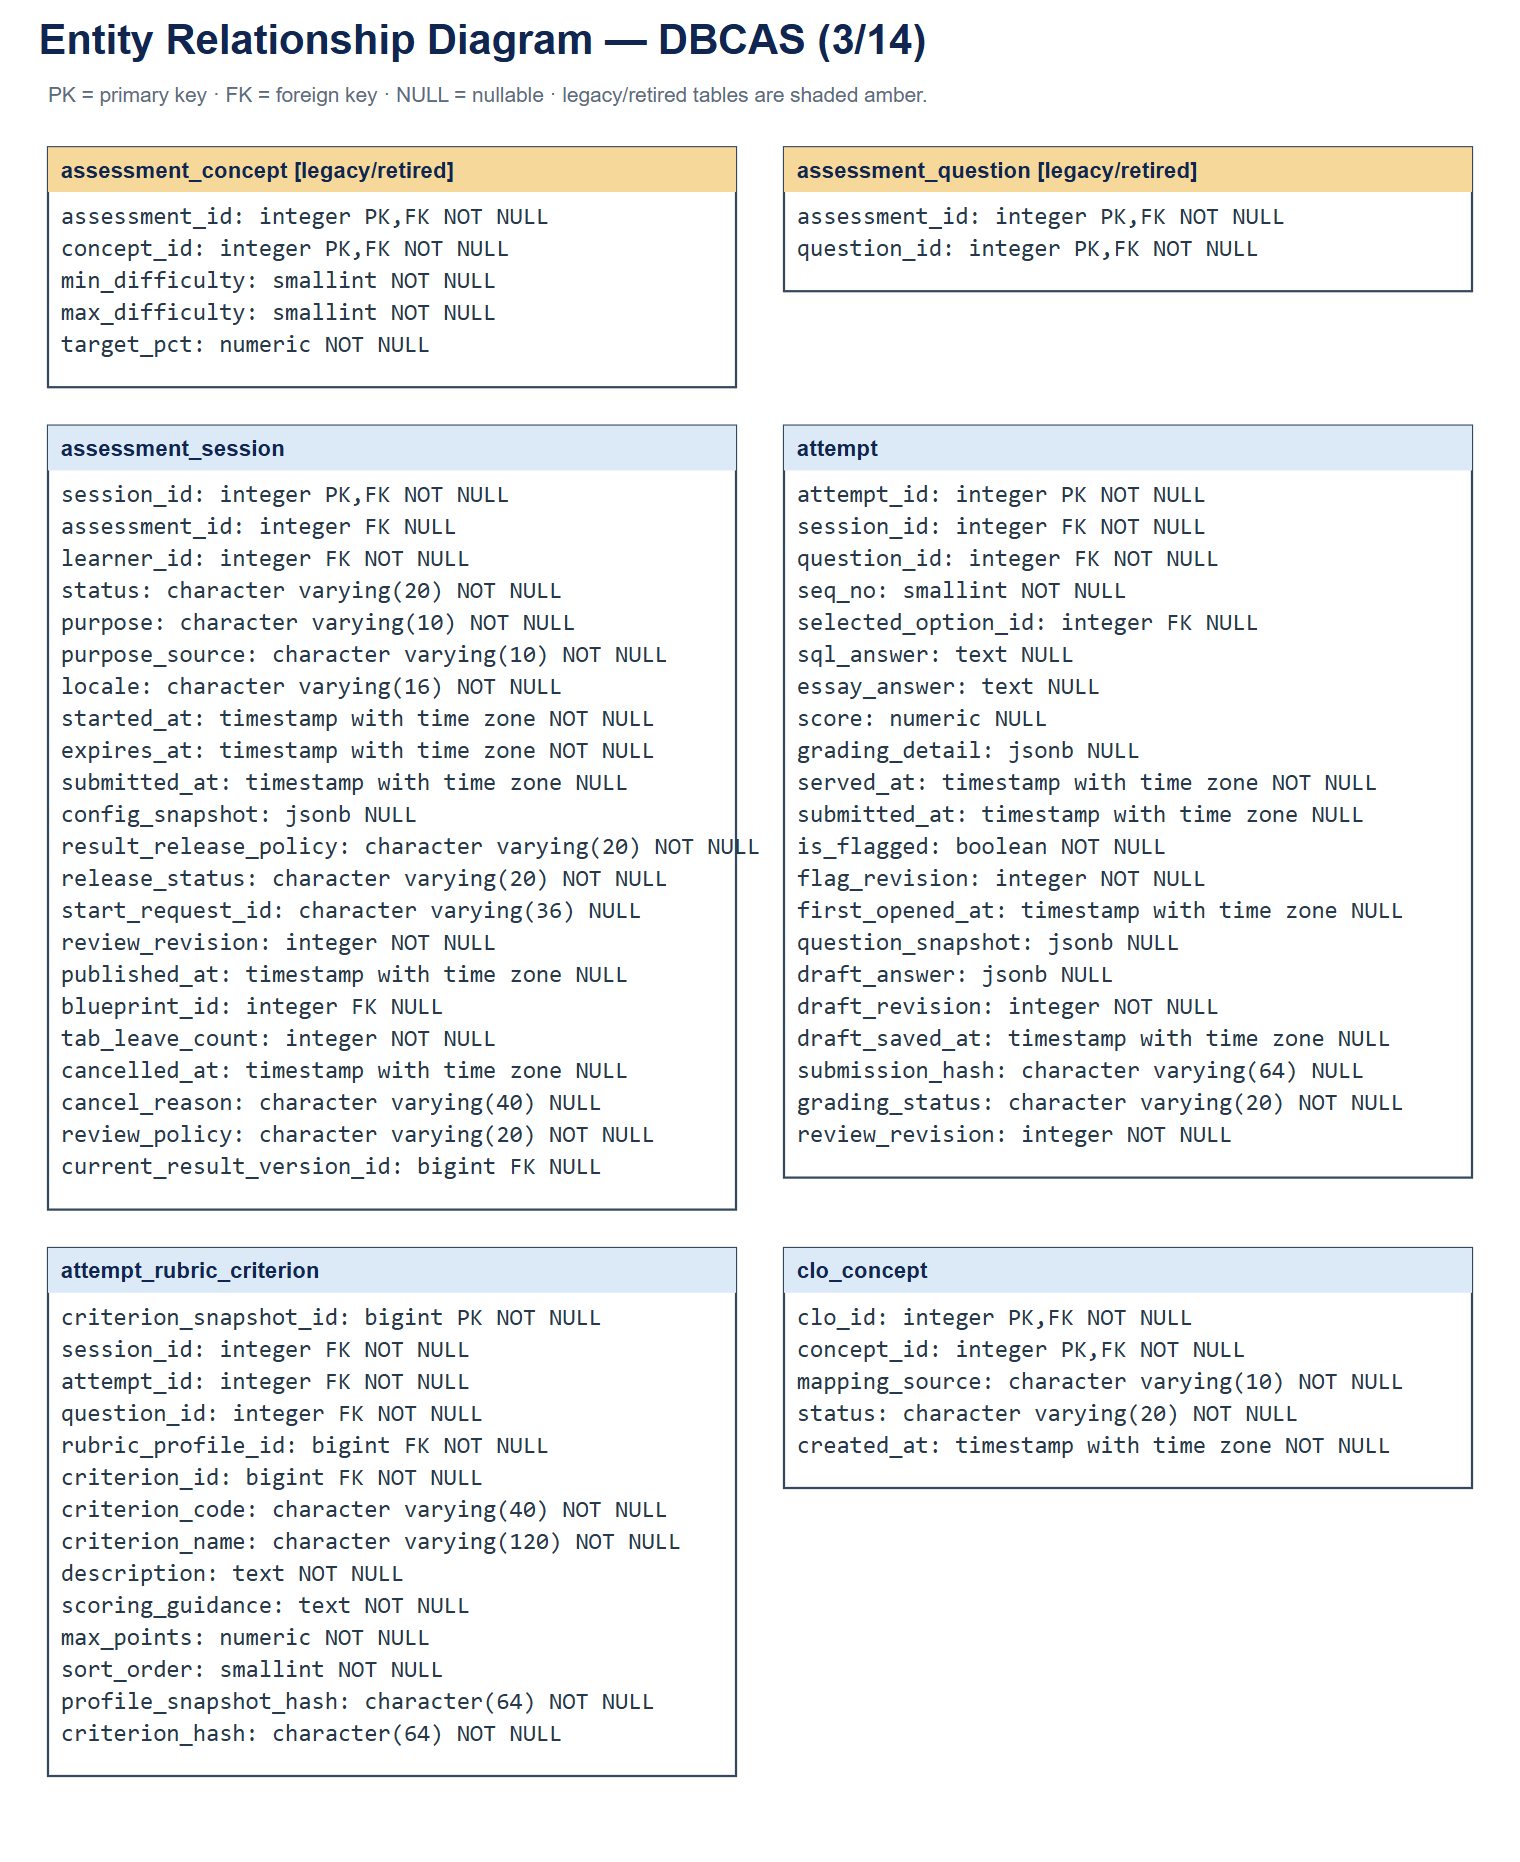 Entity Relationship Diagram — DBCAS (3/14)
PK = primary key · FK = foreign key · NULL = nullable · legacy/retired tables are shaded amber.
assessment_concept [legacy/retired]
assessment_id: integer PK,FK NOT NULL
concept_id: integer PK,FK NOT NULL
min_difficulty: smallint NOT NULL
max_difficulty: smallint NOT NULL
target_pct: numeric NOT NULL
assessment_question [legacy/retired]
assessment_id: integer PK,FK NOT NULL
question_id: integer PK,FK NOT NULL
assessment_session
session_id: integer PK,FK NOT NULL
assessment_id: integer FK NULL
learner_id: integer FK NOT NULL
status: character varying(20) NOT NULL
purpose: character varying(10) NOT NULL
purpose_source: character varying(10) NOT NULL
locale: character varying(16) NOT NULL
started_at: timestamp with time zone NOT NULL
expires_at: timestamp with time zone NOT NULL
submitted_at: timestamp with time zone NULL
config_snapshot: jsonb NULL
result_release_policy: character varying(20) NOT NULL
release_status: character varying(20) NOT NULL
start_request_id: character varying(36) NULL
review_revision: integer NOT NULL
published_at: timestamp with time zone NULL
blueprint_id: integer FK NULL
tab_leave_count: integer NOT NULL
cancelled_at: timestamp with time zone NULL
cancel_reason: character varying(40) NULL
review_policy: character varying(20) NOT NULL
current_result_version_id: bigint FK NULL
attempt
attempt_id: integer PK NOT NULL
session_id: integer FK NOT NULL
question_id: integer FK NOT NULL
seq_no: smallint NOT NULL
selected_option_id: integer FK NULL
sql_answer: text NULL
essay_answer: text NULL
score: numeric NULL
grading_detail: jsonb NULL
served_at: timestamp with time zone NOT NULL
submitted_at: timestamp with time zone NULL
is_flagged: boolean NOT NULL
flag_revision: integer NOT NULL
first_opened_at: timestamp with time zone NULL
question_snapshot: jsonb NULL
draft_answer: jsonb NULL
draft_revision: integer NOT NULL
draft_saved_at: timestamp with time zone NULL
submission_hash: character varying(64) NULL
grading_status: character varying(20) NOT NULL
review_revision: integer NOT NULL
attempt_rubric_criterion
criterion_snapshot_id: bigint PK NOT NULL
session_id: integer FK NOT NULL
attempt_id: integer FK NOT NULL
question_id: integer FK NOT NULL
rubric_profile_id: bigint FK NOT NULL
criterion_id: bigint FK NOT NULL
criterion_code: character varying(40) NOT NULL
criterion_name: character varying(120) NOT NULL
description: text NOT NULL
scoring_guidance: text NOT NULL
max_points: numeric NOT NULL
sort_order: smallint NOT NULL
profile_snapshot_hash: character(64) NOT NULL
criterion_hash: character(64) NOT NULL
clo_concept
clo_id: integer PK,FK NOT NULL
concept_id: integer PK,FK NOT NULL
mapping_source: character varying(10) NOT NULL
status: character varying(20) NOT NULL
created_at: timestamp with time zone NOT NULL